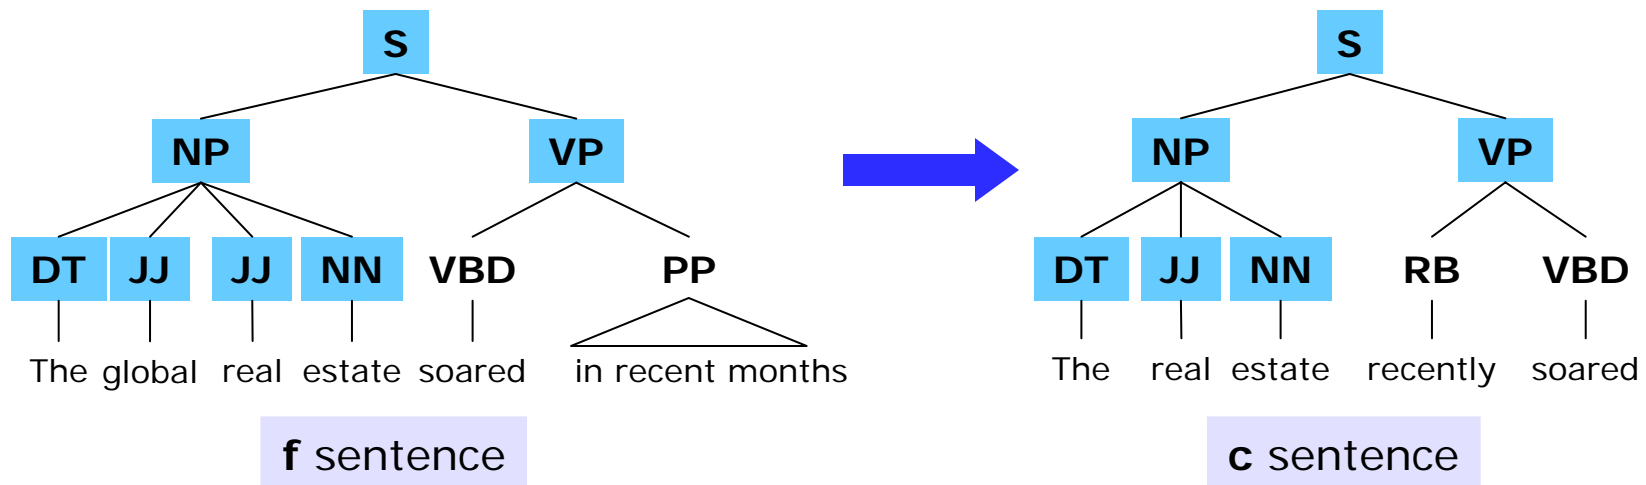 S
S
NP
VP
NP
VP
DT JJ JJ NN VBD PP
DT JJ NN RB VBD
The global real estate soared in recent months
The real estate recently soared
f sentence
c sentence